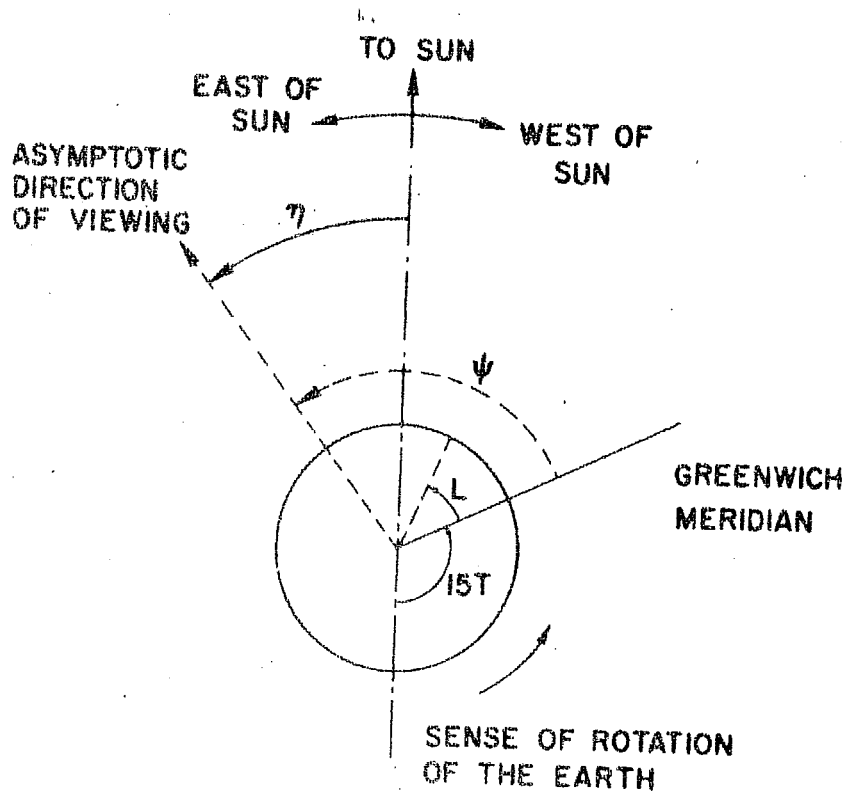 TO SUN
EAST OF
SUN
WEST OF
SUN
ASYMPTOTIC
DIRECTION
OF VIEWING
η
ψ
L
GREENWICH
MERIDIAN
15T
SENSE OF ROTATION
OF THE EARTH